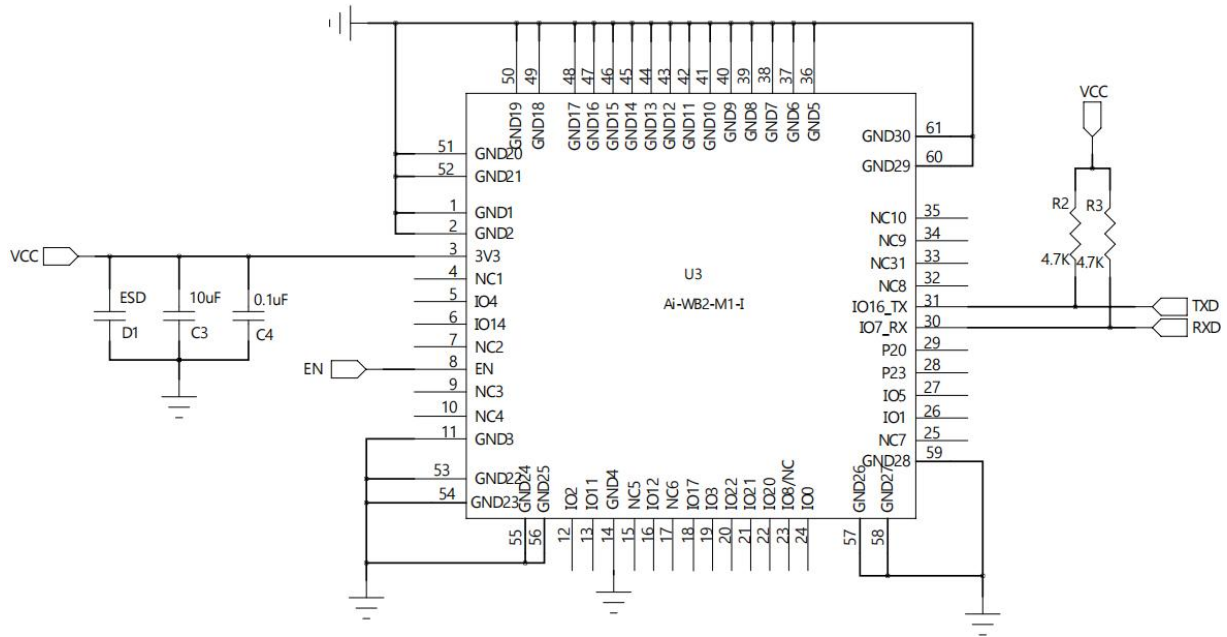 50 49 48 47 46 45 44 43 42 41 40 39 38 37 36
GND19 GND18 GND17 GND16 GND15 GND14 GND13 GND12 GND11 GND10 GND9 GND8 GND7 GND6 GND5
51 GND20
52 GND21
1 GND1
2 GND2
VCC
3 3V3
4 NC1
5 IO4
6 IO14
7 NC2
EN
8 EN
9 NC3
10 NC4
11 GND3
53 GND22
54 GND23
ESD
D1
10uF
C3
0.1uF
C4
U3
Ai-WB2-M1-I
GND30 61
GND29 60
NC10 35
NC9 34
NC31 33
NC8 32
IO16_TX 31
IO7_RX 30
P20 29
P23 28
IO5 27
IO1 26
NC7 25
GND28 59
VCC
R2 R3
4.7K 4.7K
TXD
RXD
GND24 GND25 IO2 IO11 GND4 NC5 IO12 NC6 IO17 IO3 IO22 IO21 IO20 IO8/NC IO0 GND26 GND27
55 56 12 13 14 15 16 17 18 19 20 21 22 23 24 57 58